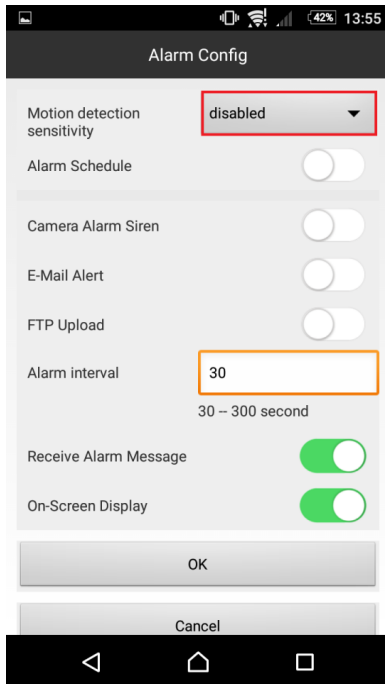 42% 13:55
Alarm Config
Motion detection disabled
sensitivity
Alarm Schedule
Camera Alarm Siren
E-Mail Alert
FTP Upload
Alarm interval 30
30 -- 300 second
Receive Alarm Message
On-Screen Display
OK
Cancel